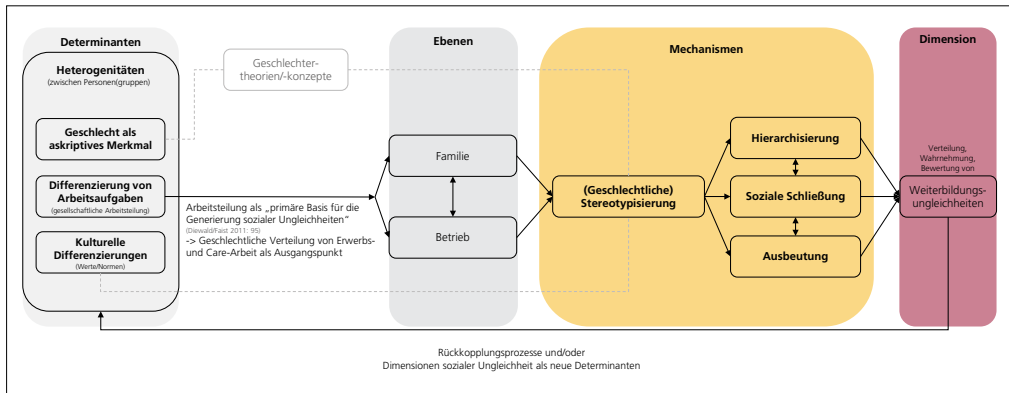 Determanten
Heterogenitäten
(zwischen Personen(gruppen)
Geschlecht als
askriptives Merkmal
Differenzierung von
Arbeitsaufgaben
(gesellschaftliche Arbeitsteilung)
Kulturelle
Differenzierungen
(Werte/Normen)
Geschlechter-
theorien/-konzepte
Arbeitsteilung als „primäre Basis für die
Generierung sozialer Ungleichheiten“
(Diewald/Faist 2011: 95)
-> Geschlechtliche Verteilung von Erwerbs-
und Care-Arbeit als Ausgangspunkt
Ebenen
Familie
Betrieb
Mechanismen
(Geschlechtliche)
Stereotypisierung
Hierarchisierung
Soziale Schließung
Ausbeutung
Dimension
Verteilung,
Wahrnehmung,
Bewertung von
Weiterbildungs-
ungleichheiten
Rückkopplungsprozesse und/oder
Dimensionen sozialer Ungleichheit als neue Determinanten